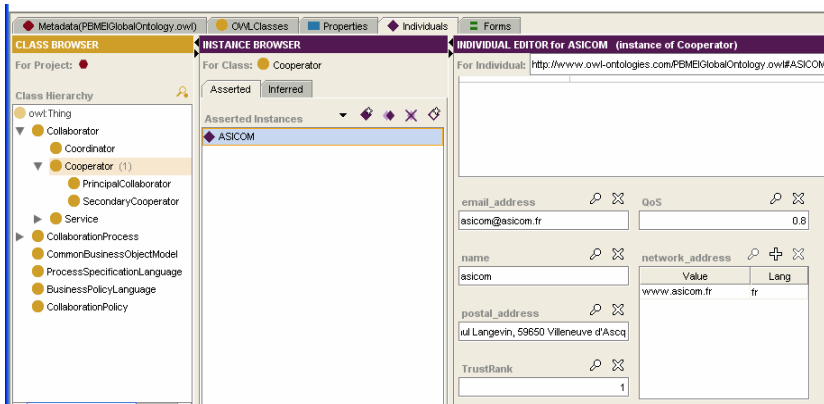 Metadata(PBMEIGlobalOntology.owl)
OWLClasses
Properties
Individuals
Forms
CLASS BROWSER
For Project:
Class Hierarchy
owl:Thing
Collaborator
Coordinator
Cooperator (1)
PrincipalCollaborator
SecondaryCooperator
Service
CollaborationProcess
CommonBusinessObjectModel
ProcessSpecificationLanguage
BusinessPolicyLanguage
CollaborationPolicy
INSTANCE BROWSER
For Class: Cooperator
Asserted
Inferred
Asserted Instances
ASICOM
INDIVIDUAL EDITOR for ASICOM (instance of Cooperator)
For Individual: http://www.owl-ontologies.com/PBMEIGlobalOntology.owl#ASICOM
email_address
asicom@asicom.fr
name
asicom
postal_address
ul Langevin, 59650 Villeneuve d'Ascq
TrustRank
1
QoS
0.8
network_address
Value Lang
www.asicom.fr fr